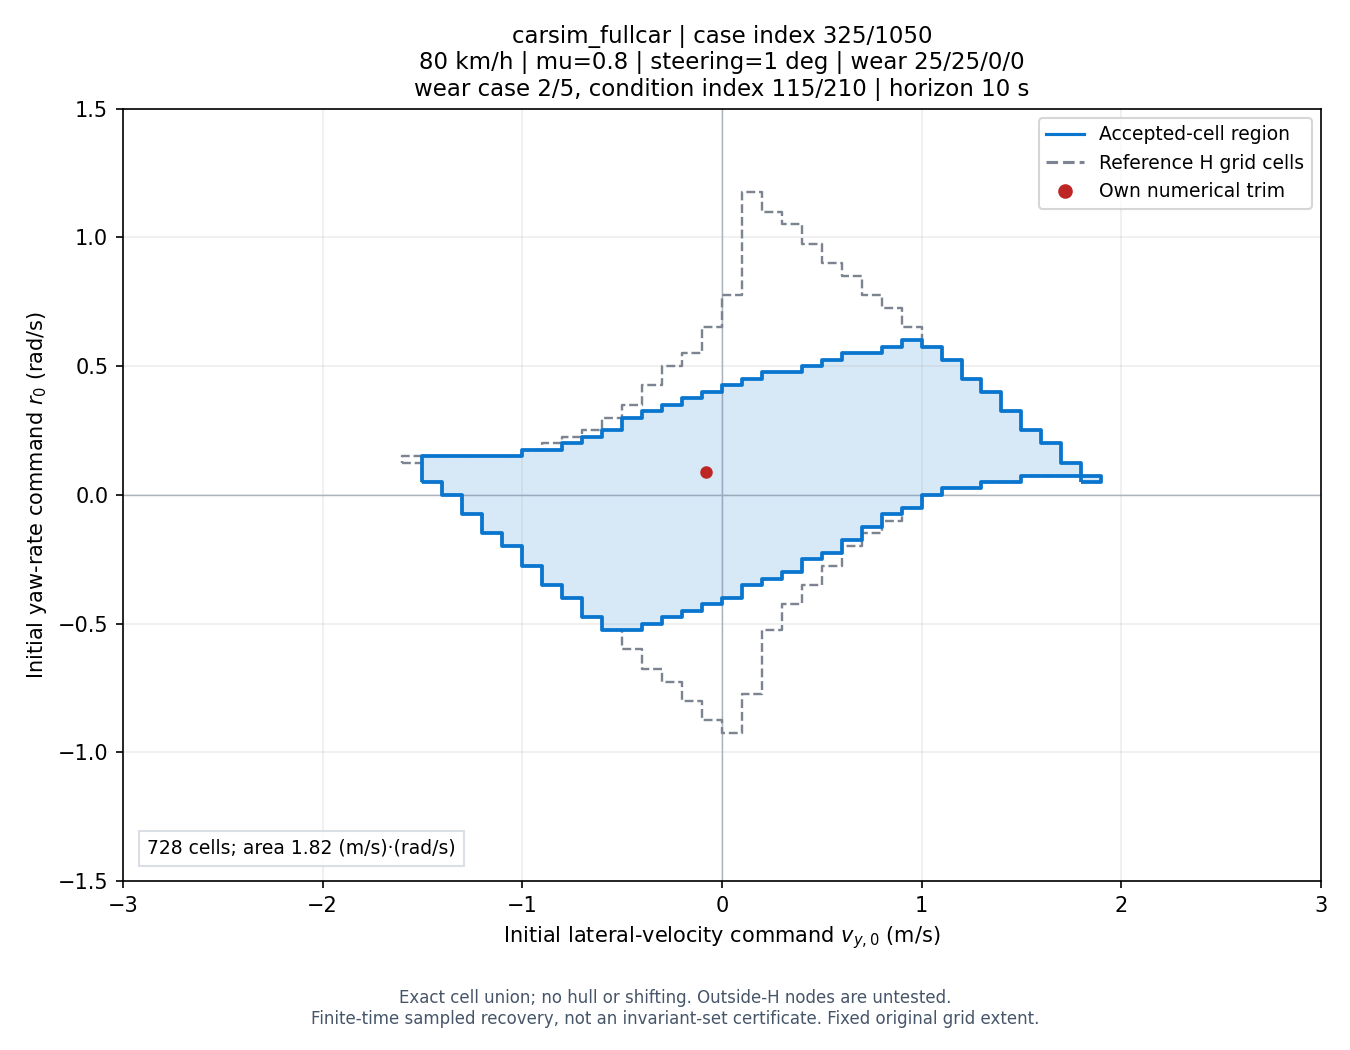 carsim_fullcar | case index 325/1050
80 km/h | mu=0.8 | steering=1 deg | wear 25/25/0/0
wear case 2/5, condition index 115/210 | horizon 10 s
Accepted-cell region
Reference H grid cells
Own numerical trim
1.5
1.0
0.5
0.0
−0.5
−1.0
−1.5
Initial yaw-rate command r₀ (rad/s)
728 cells; area 1.82 (m/s)·(rad/s)
−3
−2
−1
0
1
2
3
Initial lateral-velocity command v_{y,0} (m/s)
Exact cell union; no hull or shifting. Outside-H nodes are untested.
Finite-time sampled recovery, not an invariant-set certificate. Fixed original grid extent.